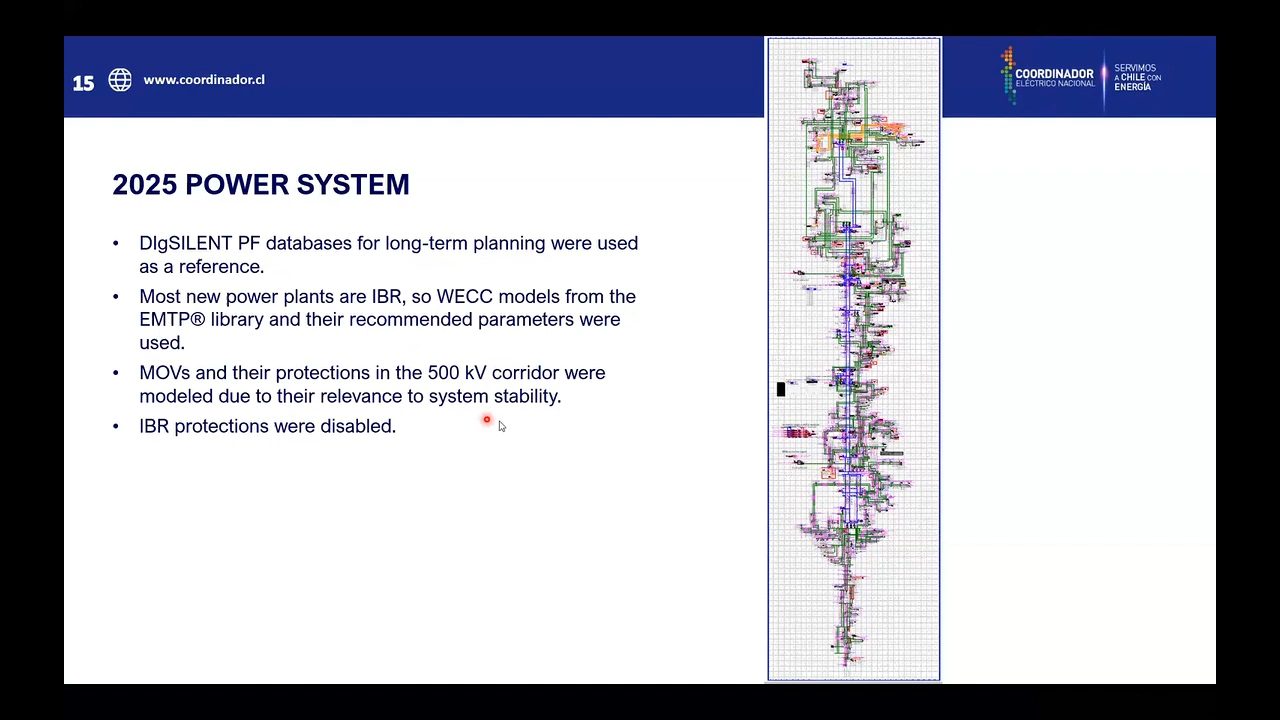 15
www.coordinador.cl
COORDINADOR
ELÉCTRICO NACIONAL
SERVIMOS
A CHILE CON
ENERGÍA
2025 POWER SYSTEM
• DIgSILENT PF databases for long-term planning were used
as a reference.
• Most new power plants are IBR, so WECC models from the
EMTP® library and their recommended parameters were
used.
• MOVs and their protections in the 500 kV corridor were
modeled due to their relevance to system stability.
• IBR protections were disabled.